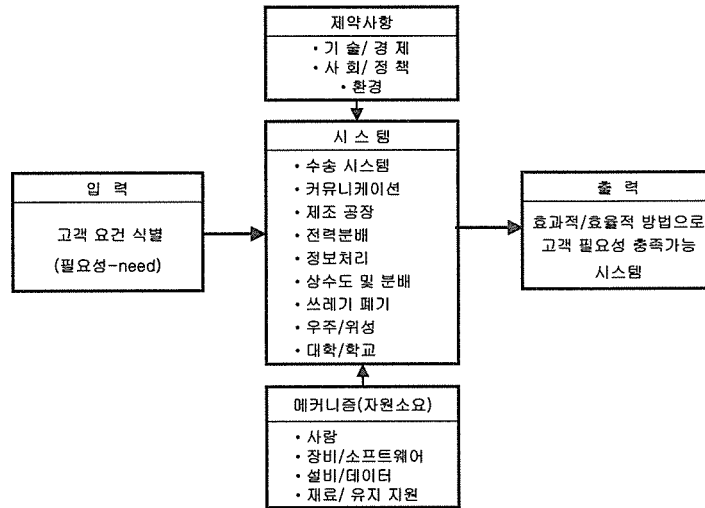 제약사항
• 기 술/ 경 제
• 사 회/ 정 책
• 환경
시 스 템
• 수송 시스템
• 커뮤니케이션
• 제조 공장
• 전력분배
• 정보처리
• 상수도 및 분배
• 쓰레기 폐기
• 우주/위성
• 대학/학교
입 력
고객 요건 식별
(필요성-need)
출 력
효과적/효율적 방법으로
고객 필요성 충족가능
시스템
메커니즘(자원소요)
• 사람
• 장비/소프트웨어
• 설비/데이터
• 재료/ 유지 지원